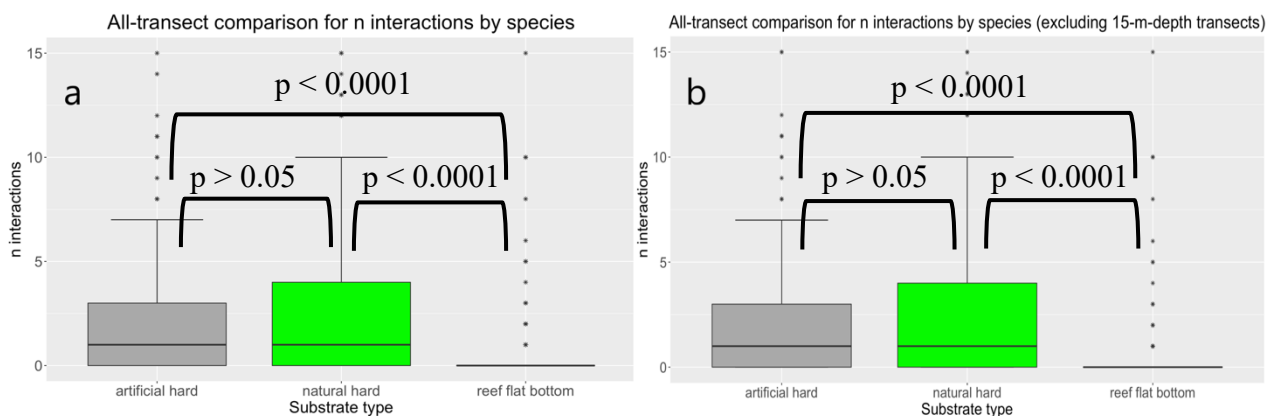 All-transect comparison for n interactions by species
a
15
10
5
0
n interactions
p < 0.0001
p > 0.05
p < 0.0001
artificial hard
natural hard
reef flat bottom
Substrate type
All-transect comparison for n interactions by species (excluding 15-m-depth transects)
b
15
10
5
0
n interactions
p < 0.0001
p > 0.05
p < 0.0001
artificial hard
natural hard
reef flat bottom
Substrate type